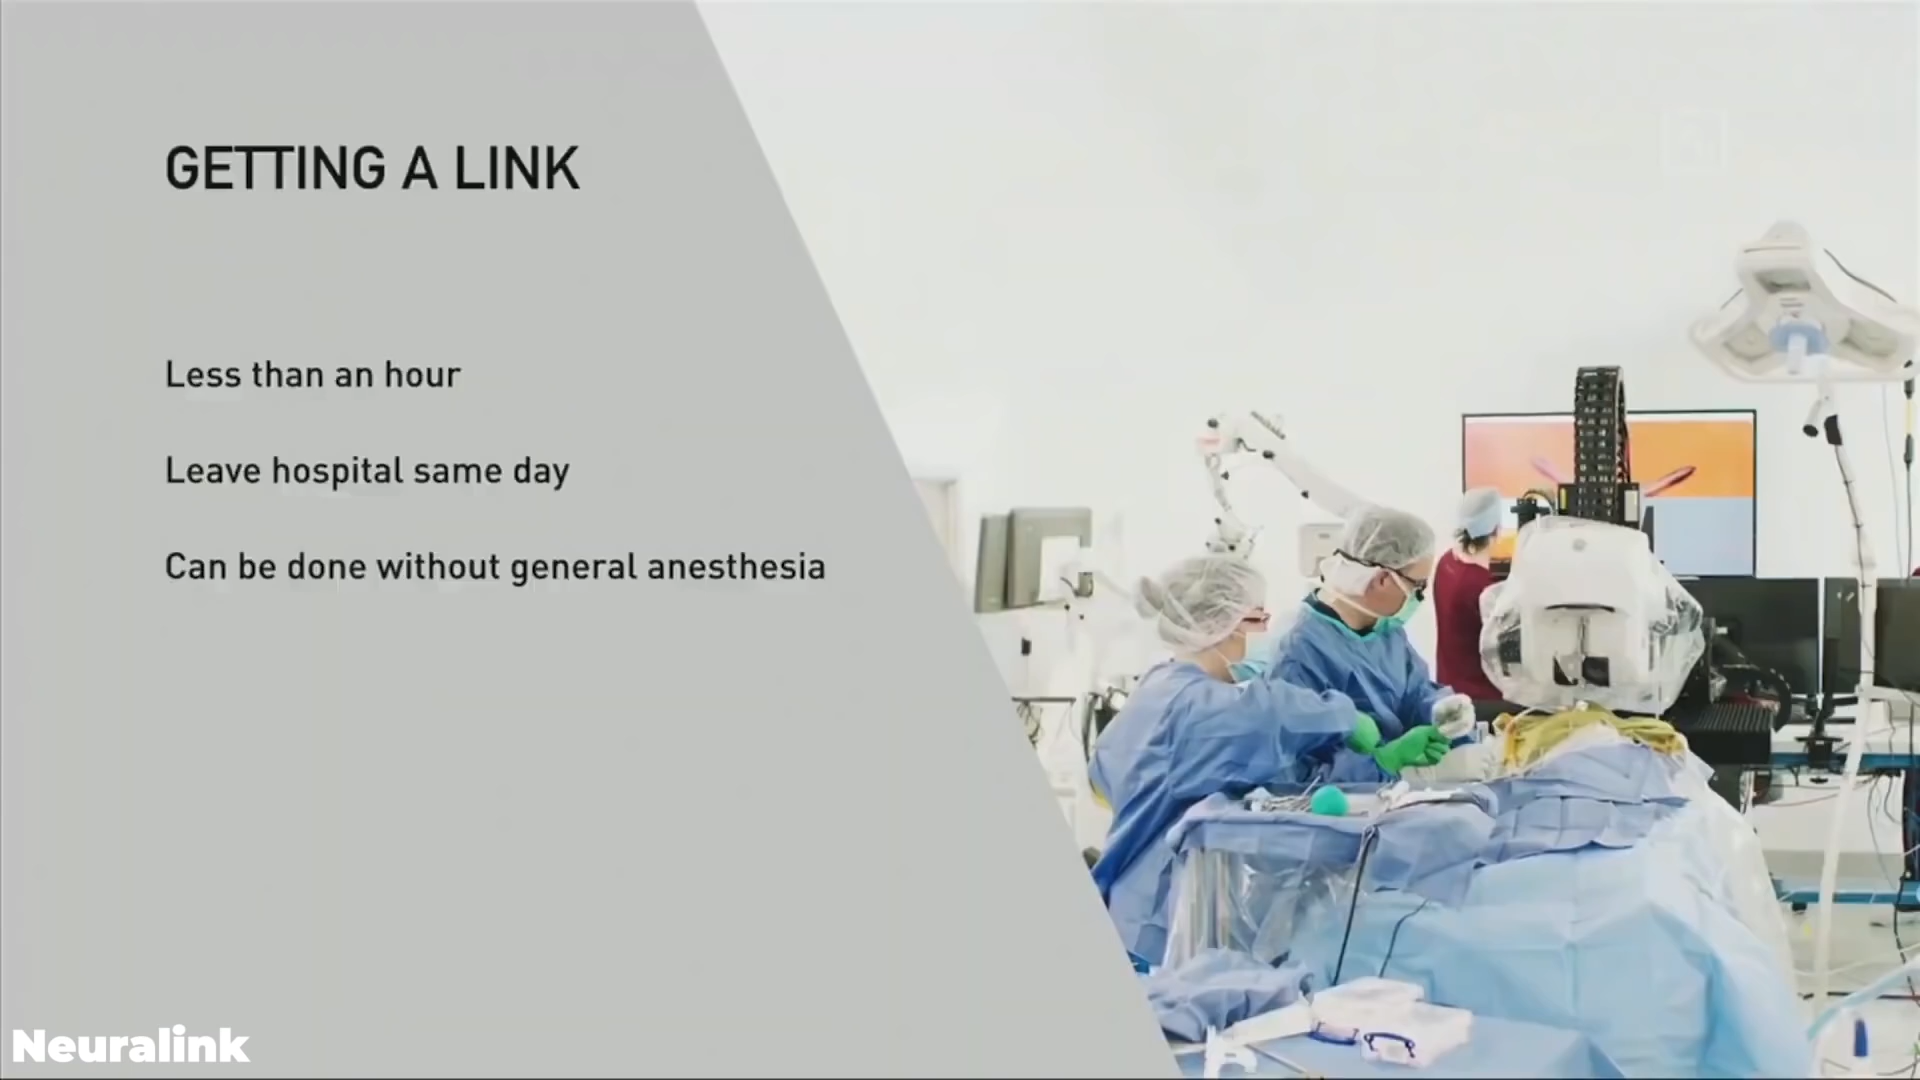 GETTING A LINK
Less than an hour
Leave hospital same day
Can be done without general anesthesia
Neuralink